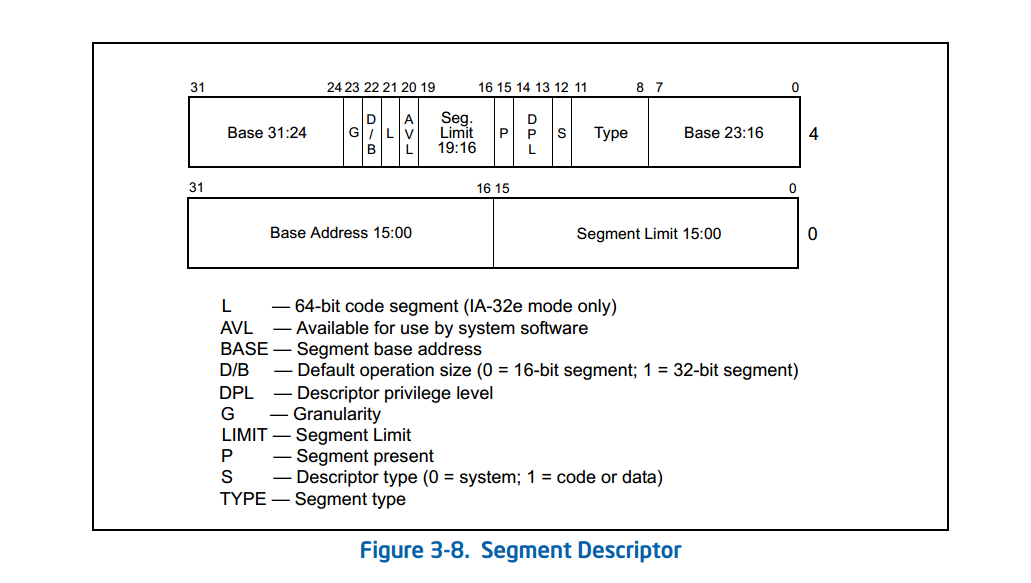 31 24 23 22 21 20 19 16 15 14 13 12 11 8 7 0
Base 31:24 G D/B L AVL Seg. Limit 19:16 P DPL S Type Base 23:16 4
31 16 15 0
Base Address 15:00 Segment Limit 15:00 0
L — 64-bit code segment (IA-32e mode only)
AVL — Available for use by system software
BASE — Segment base address
D/B — Default operation size (0 = 16-bit segment; 1 = 32-bit segment)
DPL — Descriptor privilege level
G — Granularity
LIMIT — Segment Limit
P — Segment present
S — Descriptor type (0 = system; 1 = code or data)
TYPE — Segment type
Figure 3-8. Segment Descriptor